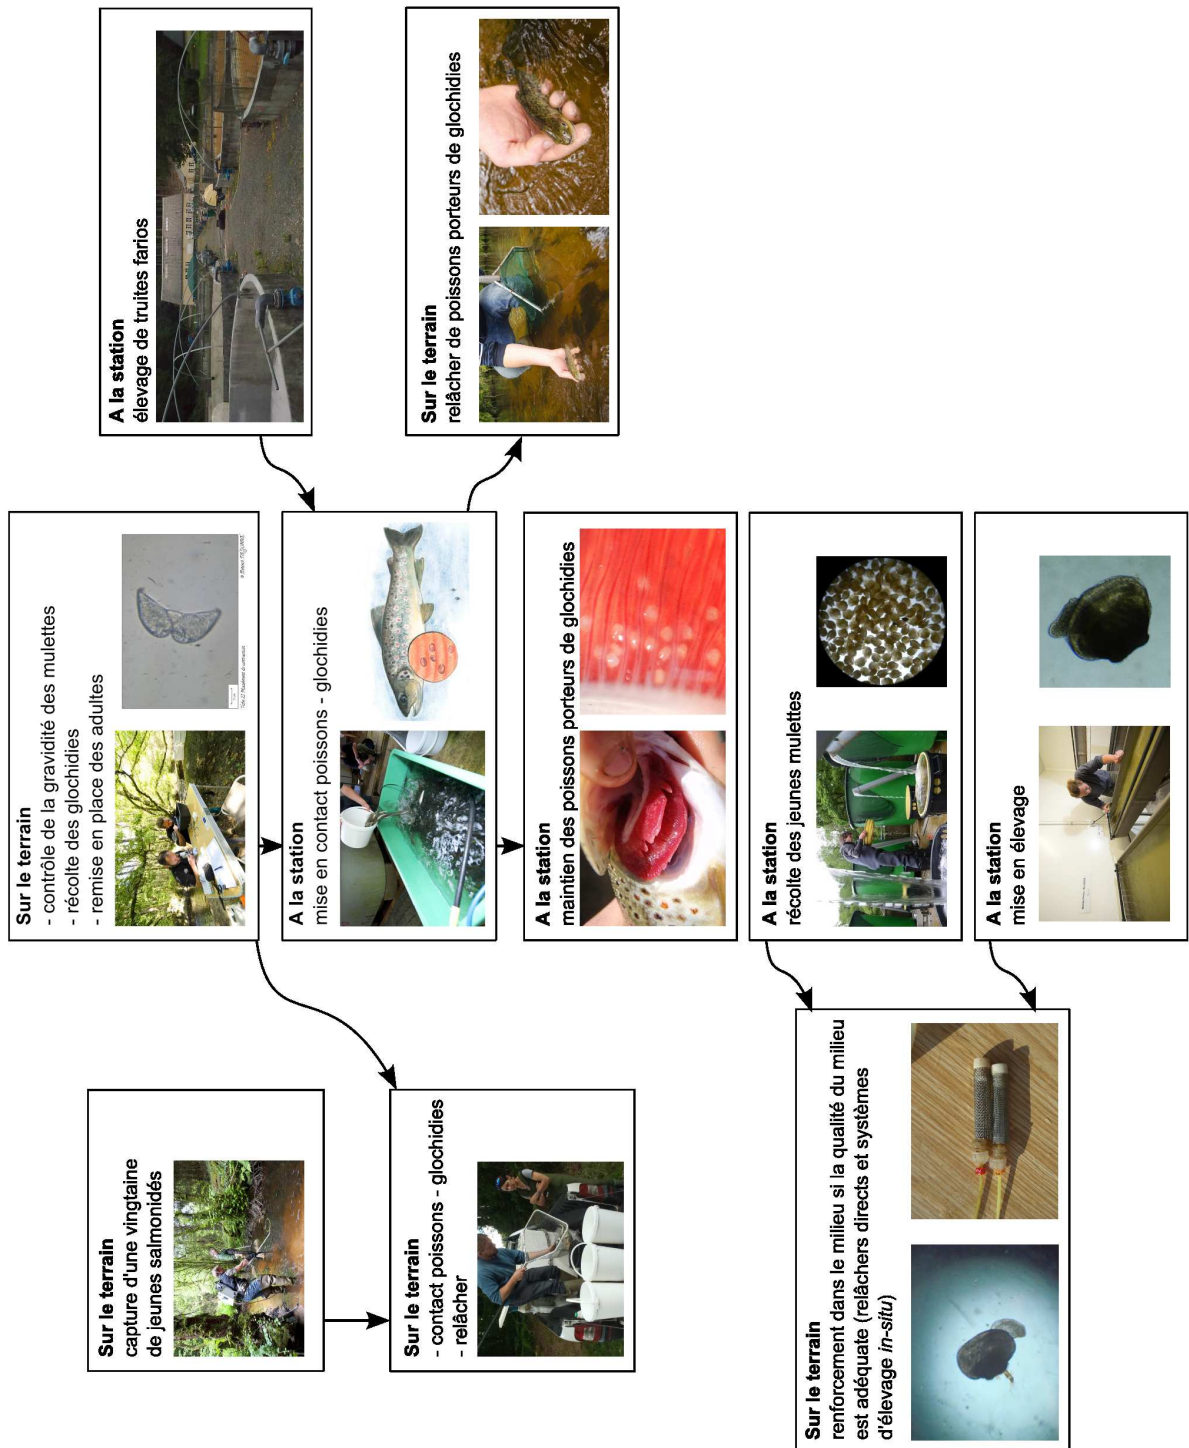 Sur le terrain
capture d'une vingtaine
de jeunes salmonidés
Sur le terrain
- contact poissons - glochidies
- relâcher
Sur le terrain
- contrôle de la gravidité des mulettes
- récolte des glochidies
- remise en place des adultes
A la station
mise en contact poissons - glochidies
A la station
maintien des poissons porteurs de glochidies
A la station
récolte des jeunes mulettes
A la station
mise en élevage
Sur le terrain
renforcement dans le milieu si la qualité du milieu
est adéquate (relâchers directs et systèmes
d'élevage in-situ)
A la station
élevage de truites farios
Sur le terrain
relâcher de poissons porteurs de glochidies